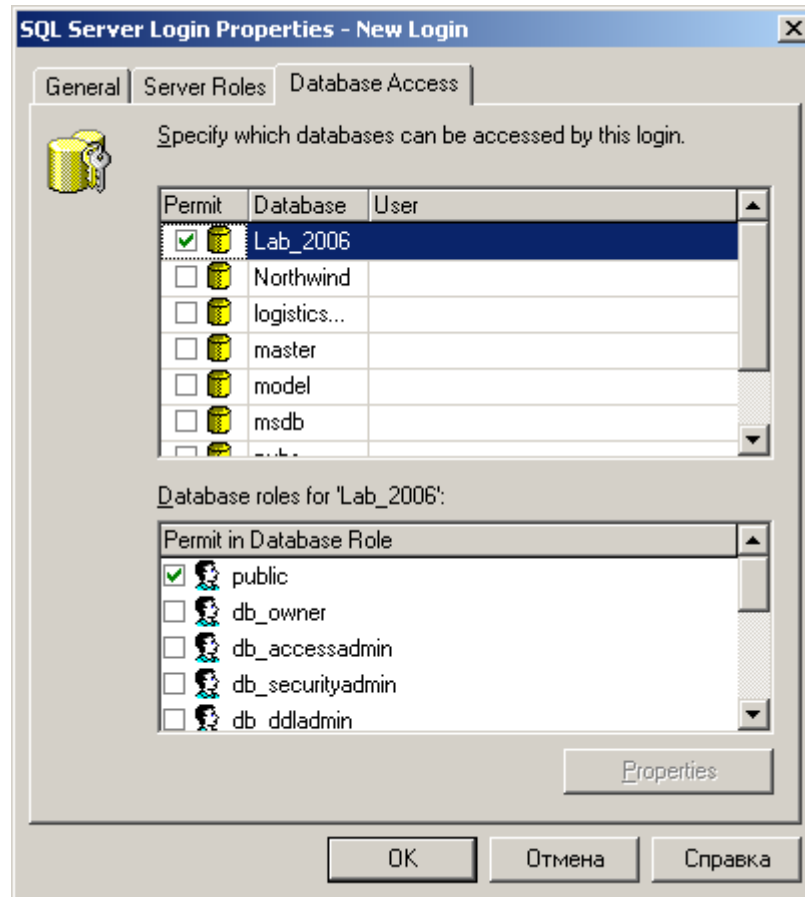 SQL Server Login Properties - New Login
General Server Roles Database Access
Specify which databases can be accessed by this login.
Permit Database User
Lab_2006
Northwind
logistics...
master
model
msdb
Database roles for 'Lab_2006':
Permit in Database Role
public
db_owner
db_accessadmin
db_securityadmin
db_ddladmin
Properties
OK Отмена Справка